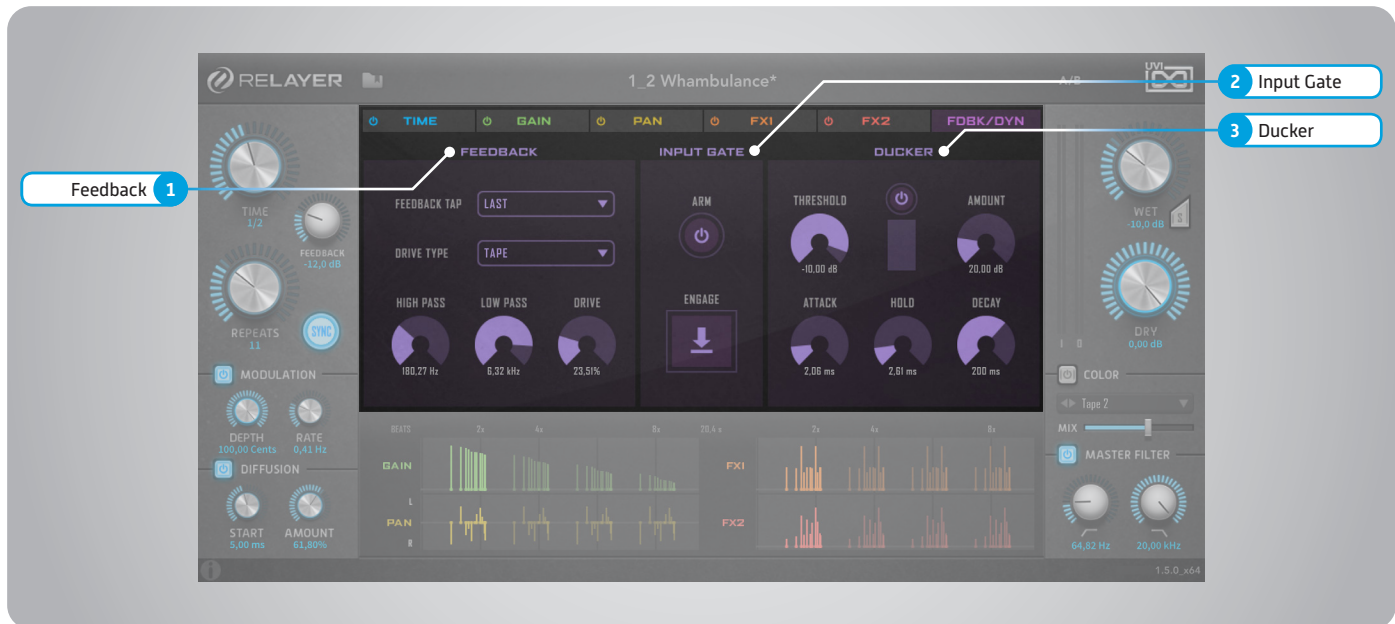 RELAYER
1_2 Whambulance*
A/B
UVI
2 Input Gate
3 Ducker
Feedback 1
TIME
GAIN
PAN
FX1
FX2
FDBK/DYN
FEEDBACK
INPUT GATE
DUCKER
FEEDBACK TAP
LAST
DRIVE TYPE
TAPE
HIGH PASS
LOW PASS
DRIVE
180,27 Hz
6,32 kHz
23,51%
ARM
ENGAGE
THRESHOLD
AMOUNT
-10,00 dB
20,00 dB
ATTACK
HOLD
DECAY
2,06 ms
2,61 ms
200 ms
TIME
1/2
FEEDBACK
-12,0 dB
REPEATS
11
SYNC
MODULATION
DEPTH
RATE
100,00 Cents
0,41 Hz
DIFFUSION
START
AMOUNT
5,00 ms
61,80%
WET
-10,0 dB
S
DRY
0,00 dB
I O
COLOR
Tape 2
MIX
MASTER FILTER
64,82 Hz
20,00 kHz
BEATS
2x
4x
8x
20.4 s
2x
4x
8x
GAIN
FX1
L
PAN
R
FX2
i
1.5.0_x64